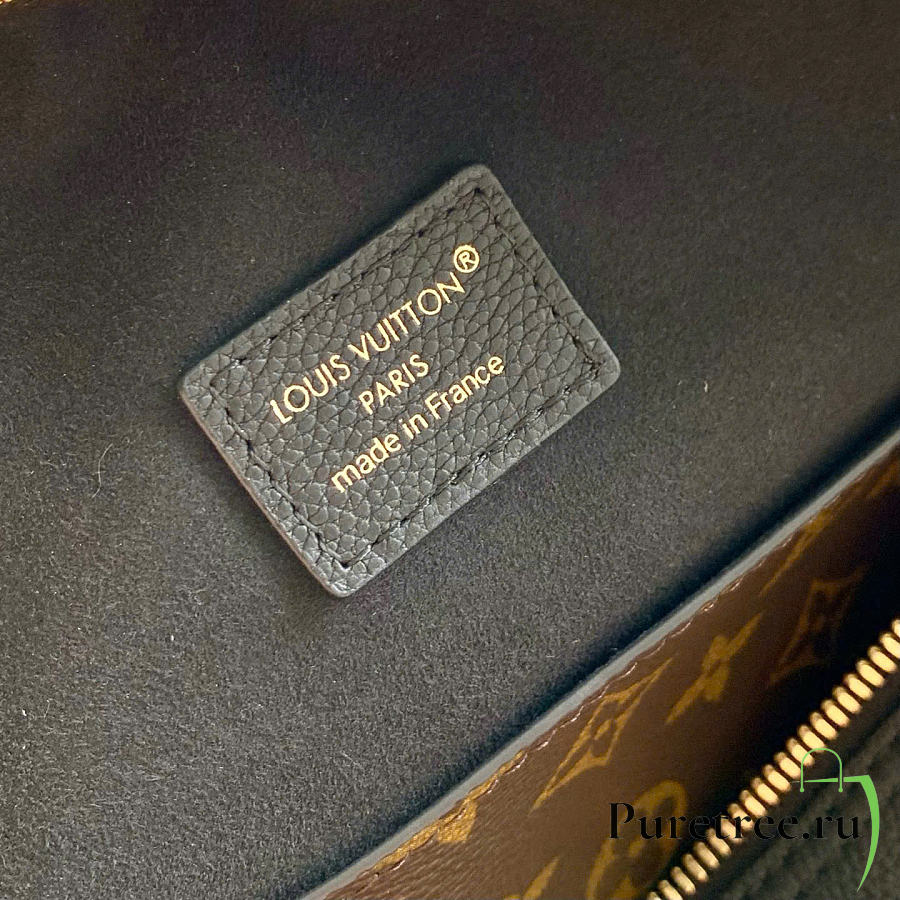 LOUIS VUITTON®
PARIS
made in France
Puretree.ru